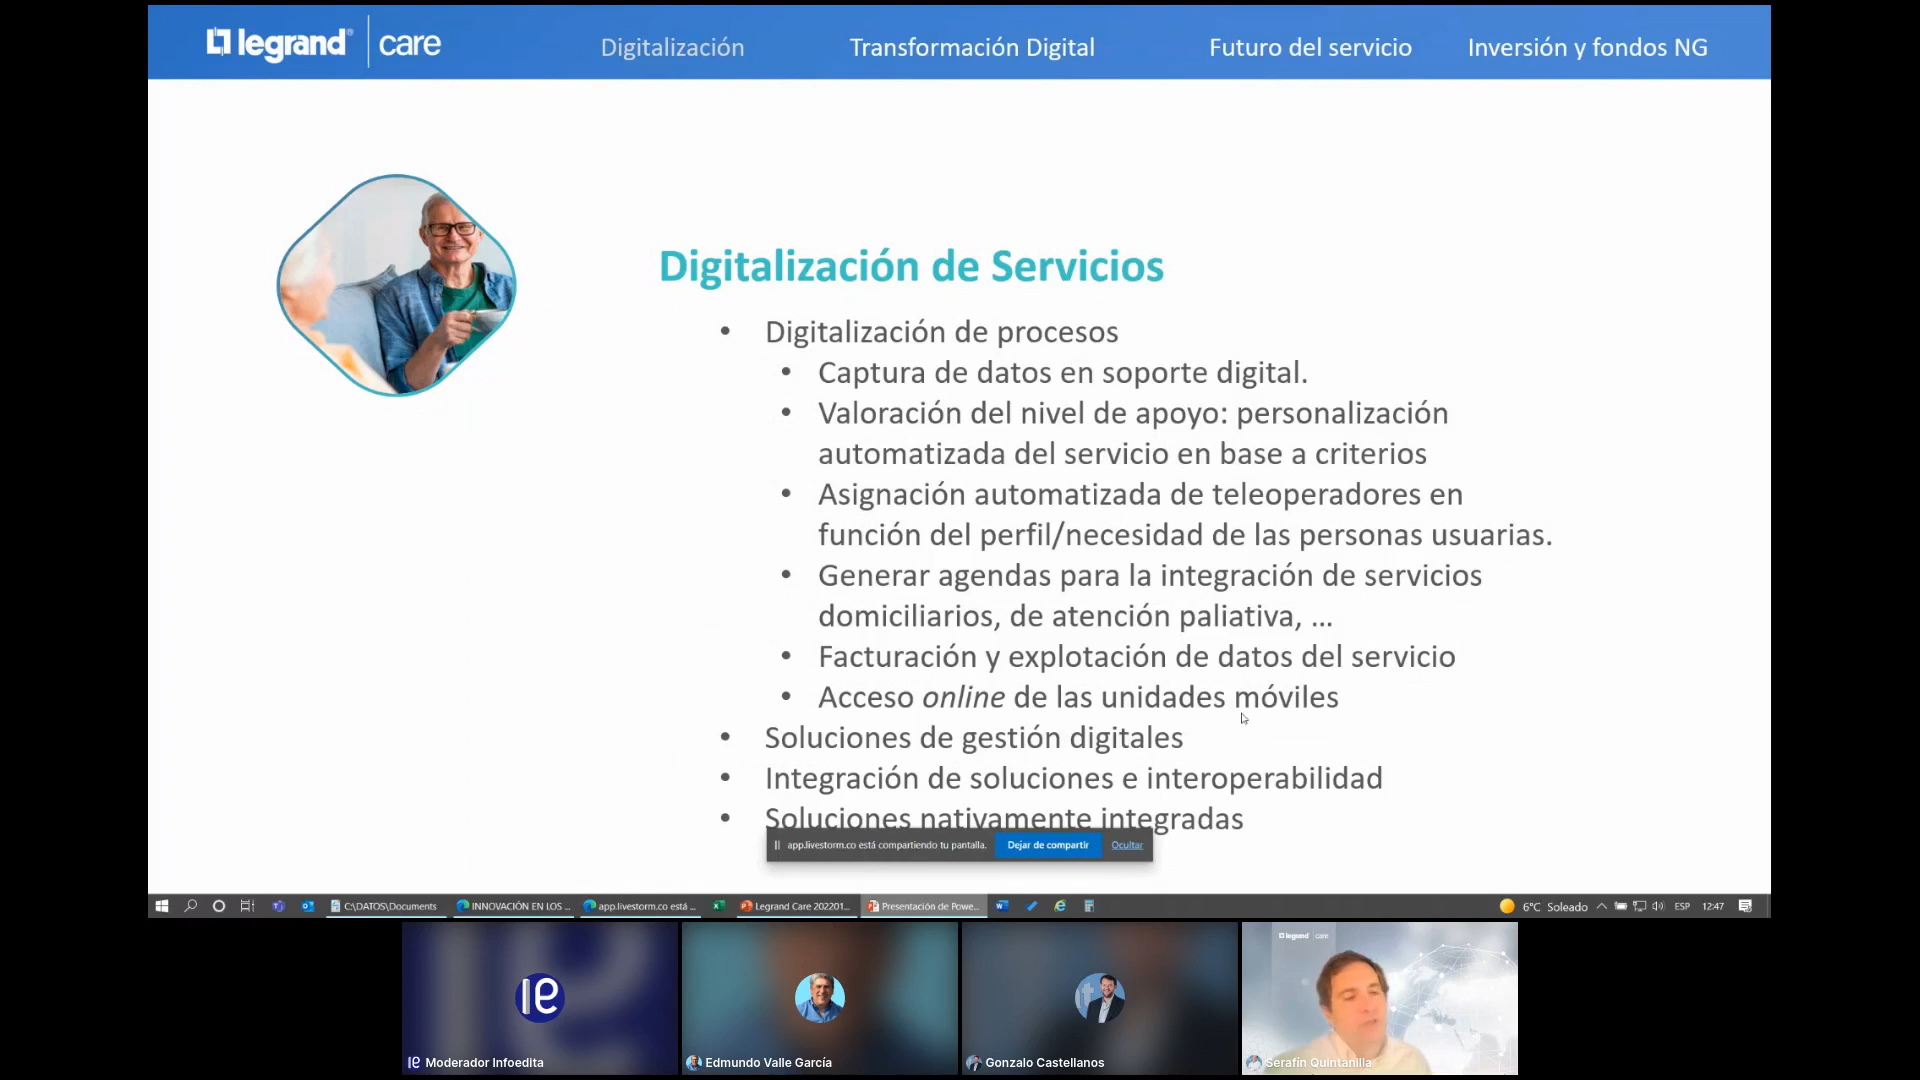 legrand® care
Digitalización
Transformación Digital
Futuro del servicio
Inversión y fondos NG
Digitalización de Servicios
• Digitalización de procesos
• Captura de datos en soporte digital.
• Valoración del nivel de apoyo: personalización
automatizada del servicio en base a criterios
• Asignación automatizada de teleoperadores en
función del perfil/necesidad de las personas usuarias.
• Generar agendas para la integración de servicios
domiciliarios, de atención paliativa, ...
• Facturación y explotación de datos del servicio
• Acceso online de las unidades móviles
• Soluciones de gestión digitales
• Integración de soluciones e interoperabilidad
• Soluciones nativamente integradas
app.livestorm.co está compartiendo tu pantalla.
Dejar de compartir
Ocultar
C:\DATOS\Documents
INNOVACIÓN EN LOS ...
app.livestorm.co está ...
Legrand Care 202201...
Presentación de Powe...
6°C Soleado
ESP
12:47
legrand care
IE
IE Moderador Infoedita
Edmundo Valle García
Gonzalo Castellanos
Serafín Quintanilla